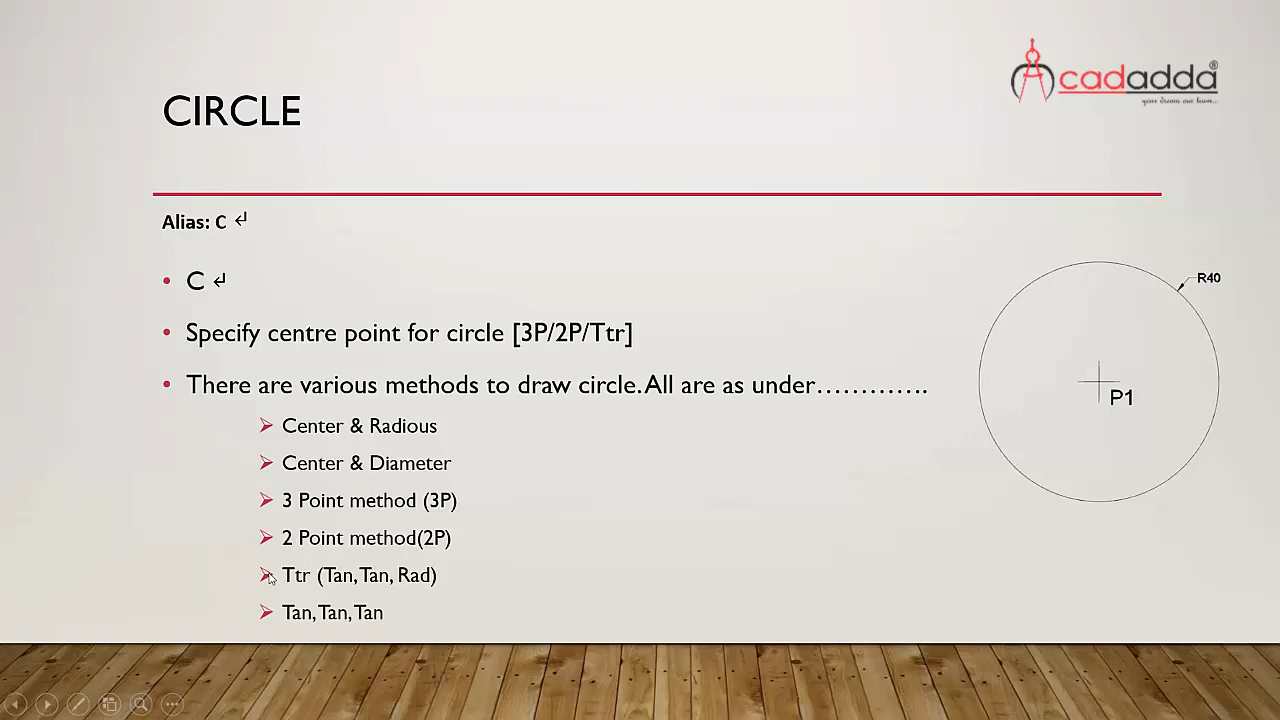 cadadda®
your dream our team...
CIRCLE
Alias: C ↵
• C ↵
• Specify centre point for circle [3P/2P/Ttr]
• There are various methods to draw circle. All are as under………….
➢ Center & Radious
➢ Center & Diameter
➢ 3 Point method (3P)
➢ 2 Point method(2P)
➢ Ttr (Tan, Tan, Rad)
➢ Tan, Tan, Tan
R40
P1